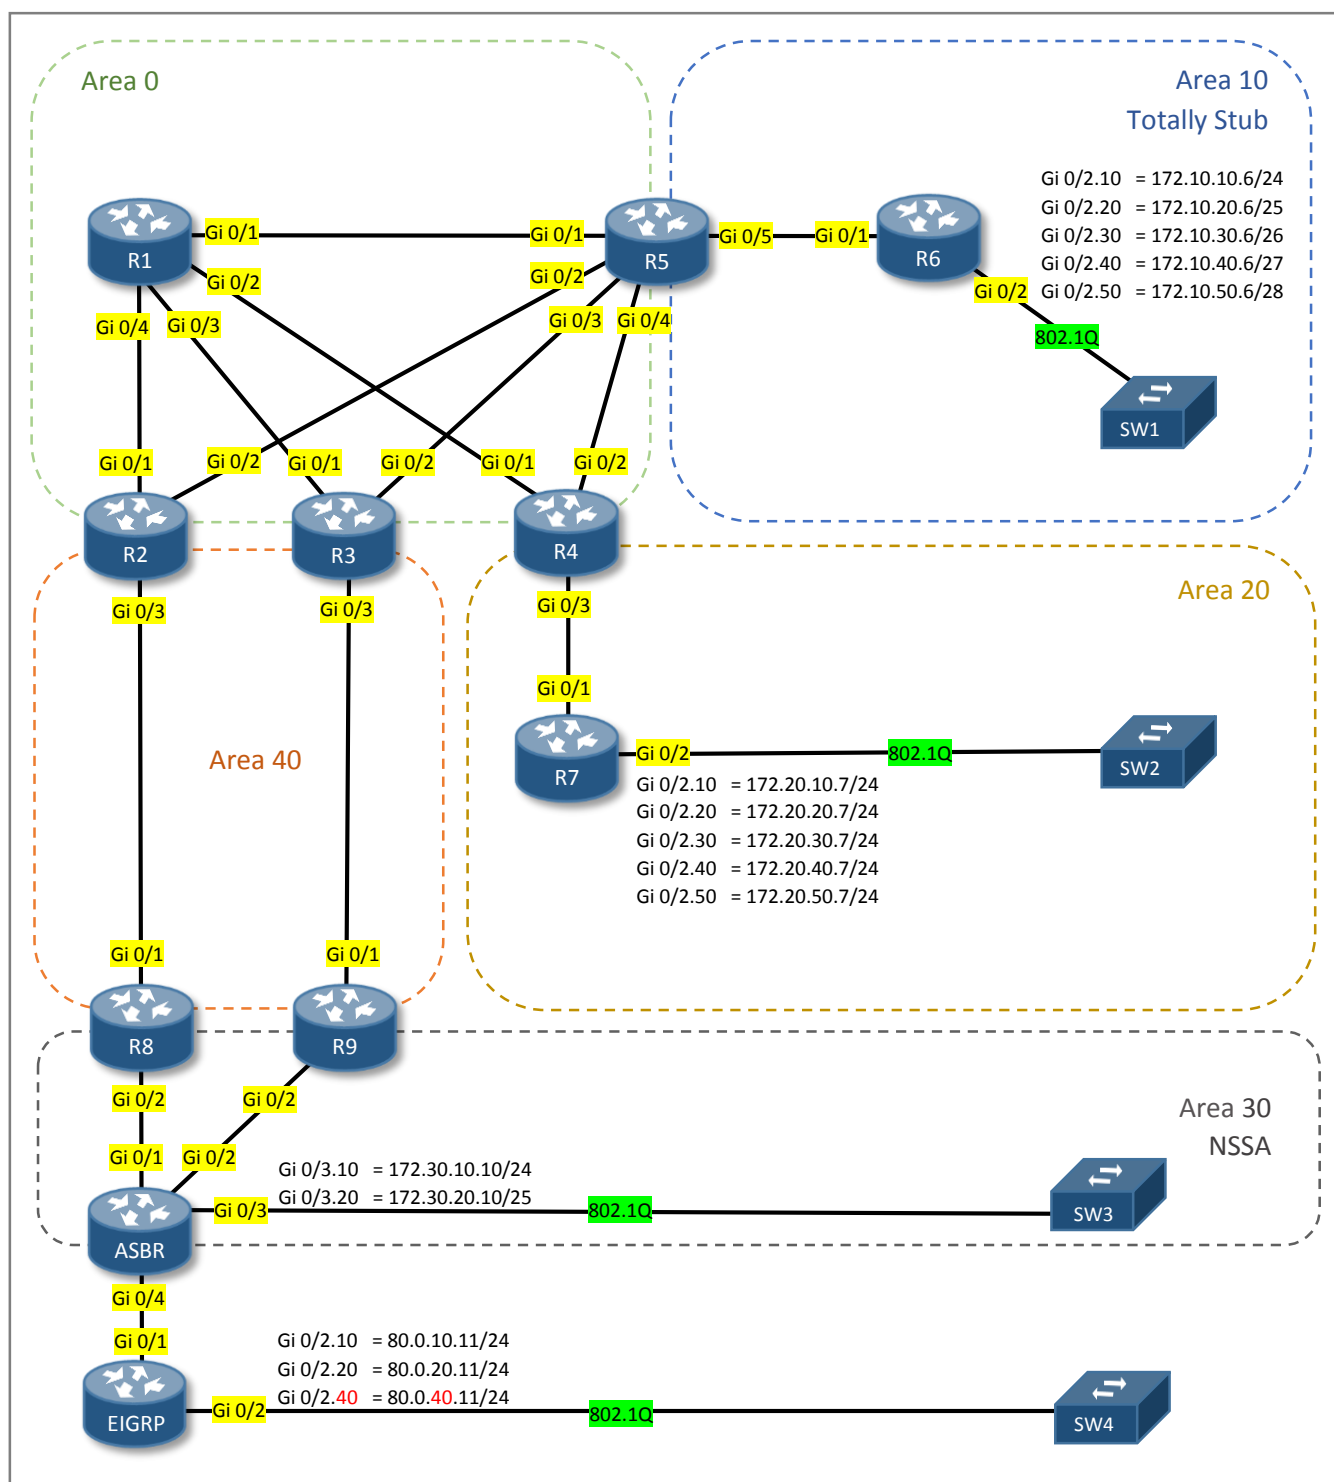 Area 0
Area 10
Totally Stub
Gi 0/2.10 = 172.10.10.6/24
Gi 0/2.20 = 172.10.20.6/25
Gi 0/2.30 = 172.10.30.6/26
Gi 0/2.40 = 172.10.40.6/27
Gi 0/2.50 = 172.10.50.6/28
R1
Gi 0/1
Gi 0/1
R5
Gi 0/5
Gi 0/1
R6
Gi 0/2
Gi 0/2
Gi 0/2
Gi 0/4
Gi 0/3
Gi 0/3
Gi 0/4
802.1Q
SW1
Gi 0/1
Gi 0/2
Gi 0/1
Gi 0/2
Gi 0/1
Gi 0/2
R2
R3
R4
Area 20
Gi 0/3
Gi 0/3
Gi 0/3
Gi 0/1
Area 40
R7
Gi 0/2
802.1Q
SW2
Gi 0/2.10 = 172.20.10.7/24
Gi 0/2.20 = 172.20.20.7/24
Gi 0/2.30 = 172.20.30.7/24
Gi 0/2.40 = 172.20.40.7/24
Gi 0/2.50 = 172.20.50.7/24
Gi 0/1
Gi 0/1
R8
R9
Gi 0/2
Gi 0/2
Area 30
NSSA
Gi 0/1
Gi 0/2
Gi 0/3.10 = 172.30.10.10/24
Gi 0/3.20 = 172.30.20.10/25
Gi 0/3
802.1Q
SW3
ASBR
Gi 0/4
Gi 0/1
Gi 0/2.10 = 80.0.10.11/24
Gi 0/2.20 = 80.0.20.11/24
Gi 0/2.40 = 80.0.40.11/24
EIGRP
Gi 0/2
802.1Q
SW4